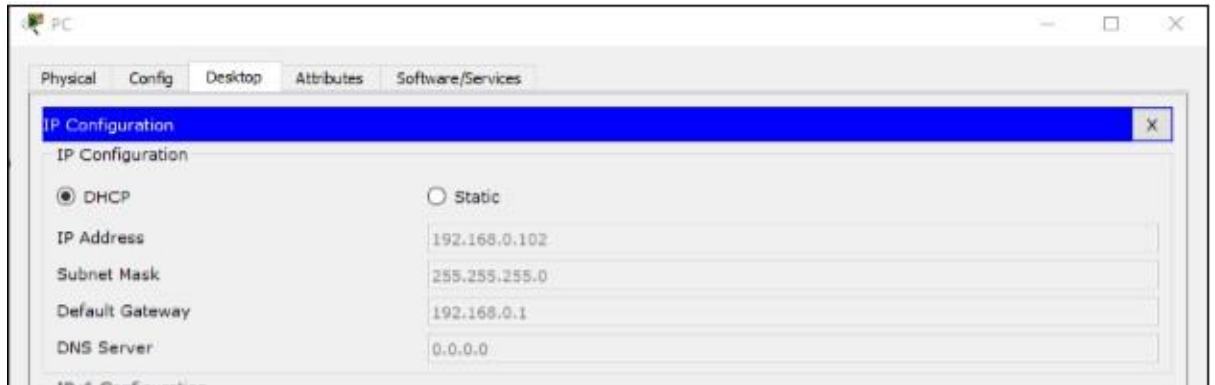 PC
Physical Config Desktop Attributes Software/Services
IP Configuration X
IP Configuration
DHCP Static
IP Address 192.168.0.102
Subnet Mask 255.255.255.0
Default Gateway 192.168.0.1
DNS Server 0.0.0.0